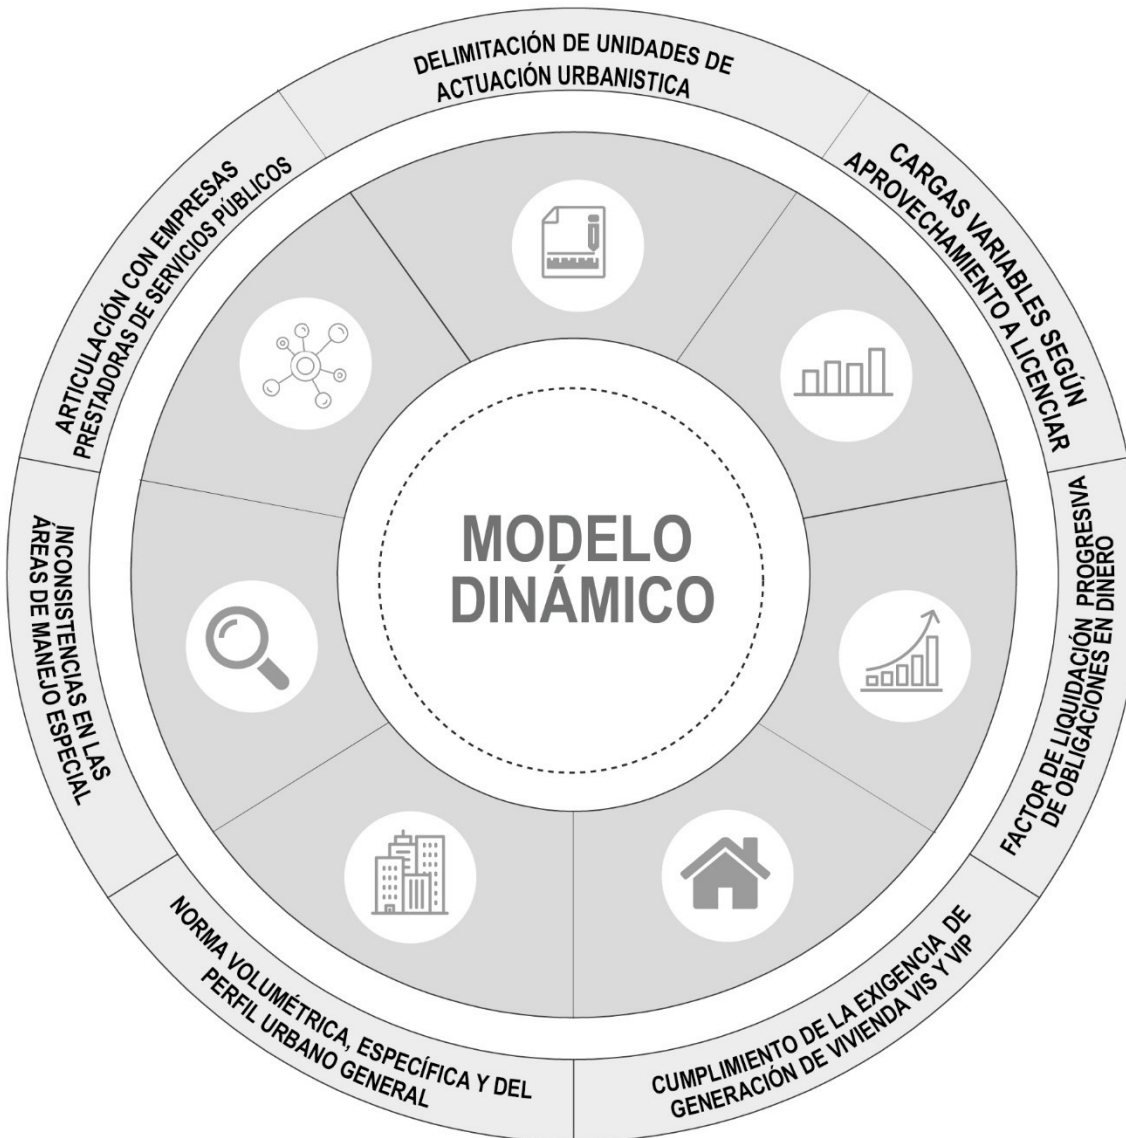 DELIMITACIÓN DE UNIDADES DE
ACTUACIÓN URBANISTICA
CARGAS VARIABLES SEGÚN
APROVECHAMIENTO A LICENCIAR
FACTOR DE LIQUIDACIÓN PROGRESIVA
DE OBLIGACIONES EN DINERO
CUMPLIMIENTO DE LA EXIGENCIA DE
GENERACIÓN DE VIVIENDA VIS Y VIP
NORMA VOLUMÉTRICA, ESPECÍFICA Y DEL
PERFIL URBANO GENERAL
INCONSISTENCIAS EN LAS
ÁREAS DE MANEJO ESPECIAL
ARTICULACIÓN CON EMPRESAS
PRESTADORAS DE SERVICIOS PÚBLICOS
MODELO
DINÁMICO